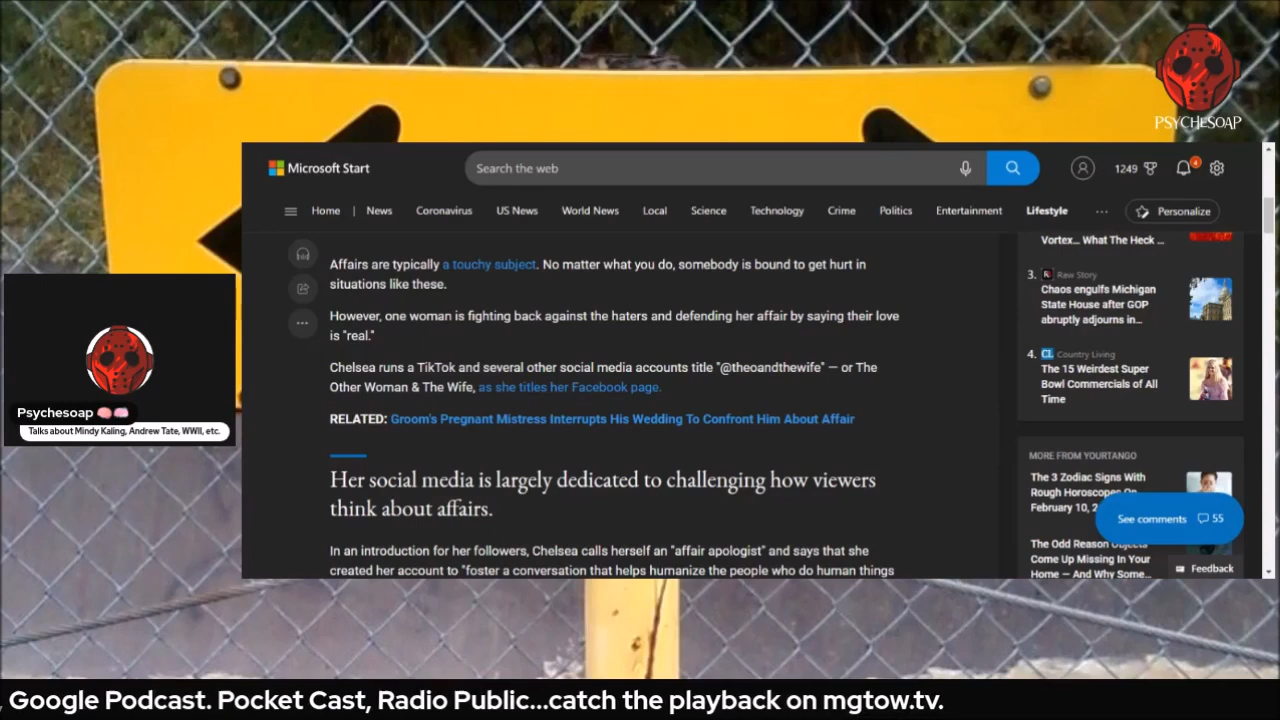 PSYCHESOAP
Microsoft Start
Search the web
1249
4
Home
News
Coronavirus
US News
World News
Local
Science
Technology
Crime
Politics
Entertainment
Lifestyle
...
Personalize
Affairs are typically a touchy subject. No matter what you do, somebody is bound to get hurt in
situations like these.
However, one woman is fighting back against the haters and defending her affair by saying their love
is "real."
Chelsea runs a TikTok and several other social media accounts title "@theoandthewife" — or The
Other Woman & The Wife, as she titles her Facebook page.
RELATED: Groom's Pregnant Mistress Interrupts His Wedding To Confront Him About Affair
Her social media is largely dedicated to challenging how viewers
think about affairs.
In an introduction for her followers, Chelsea calls herself an "affair apologist" and says that she
created her account to "foster a conversation that helps humanize the people who do human things
Vortex... What The Heck ...
3.
Raw Story
Chaos engulfs Michigan
State House after GOP
abruptly adjourns in...
4.
CL Country Living
The 15 Weirdest Super
Bowl Commercials of All
Time
MORE FROM YOURTANGO
The 3 Zodiac Signs With
Rough Horoscopes On
February 10, 2
See comments 55
The Odd Reason Objects
Come Up Missing In Your
Home — And Why Some...
Feedback
Psychesoap
Talks about Mindy Kaling, Andrew Tate, WWII, etc.
, Google Podcast. Pocket Cast, Radio Public...catch the playback on mgtow.tv.